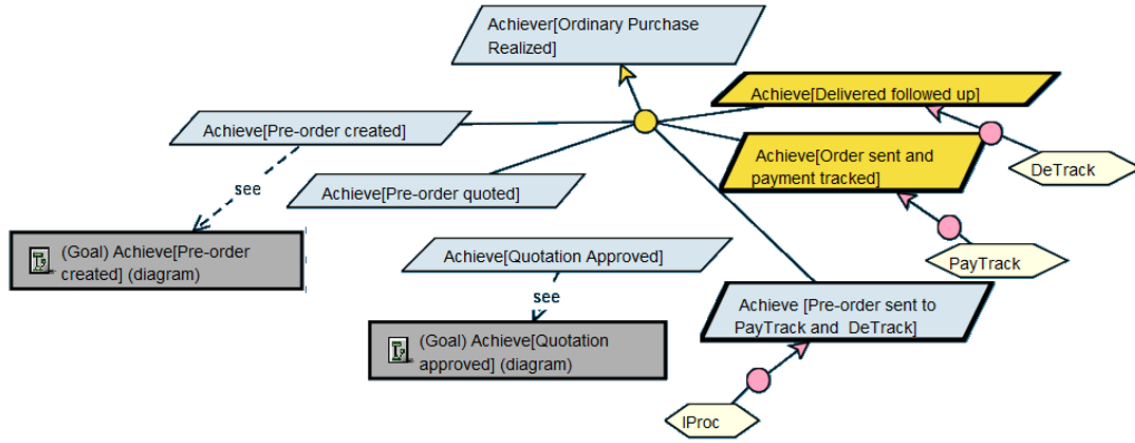 Achiever[Ordinary Purchase
Realized]
Achieve[Delivered followed up]
Achieve[Pre-order created]
Achieve[Order sent and
payment tracked]
DeTrack
see
Achieve[Pre-order quoted]
(Goal) Achieve[Pre-order
created] (diagram)
Achieve[Quotation Approved]
PayTrack
see
Achieve [Pre-order sent to
PayTrack and DeTrack]
(Goal) Achieve[Quotation
approved] (diagram)
IProc